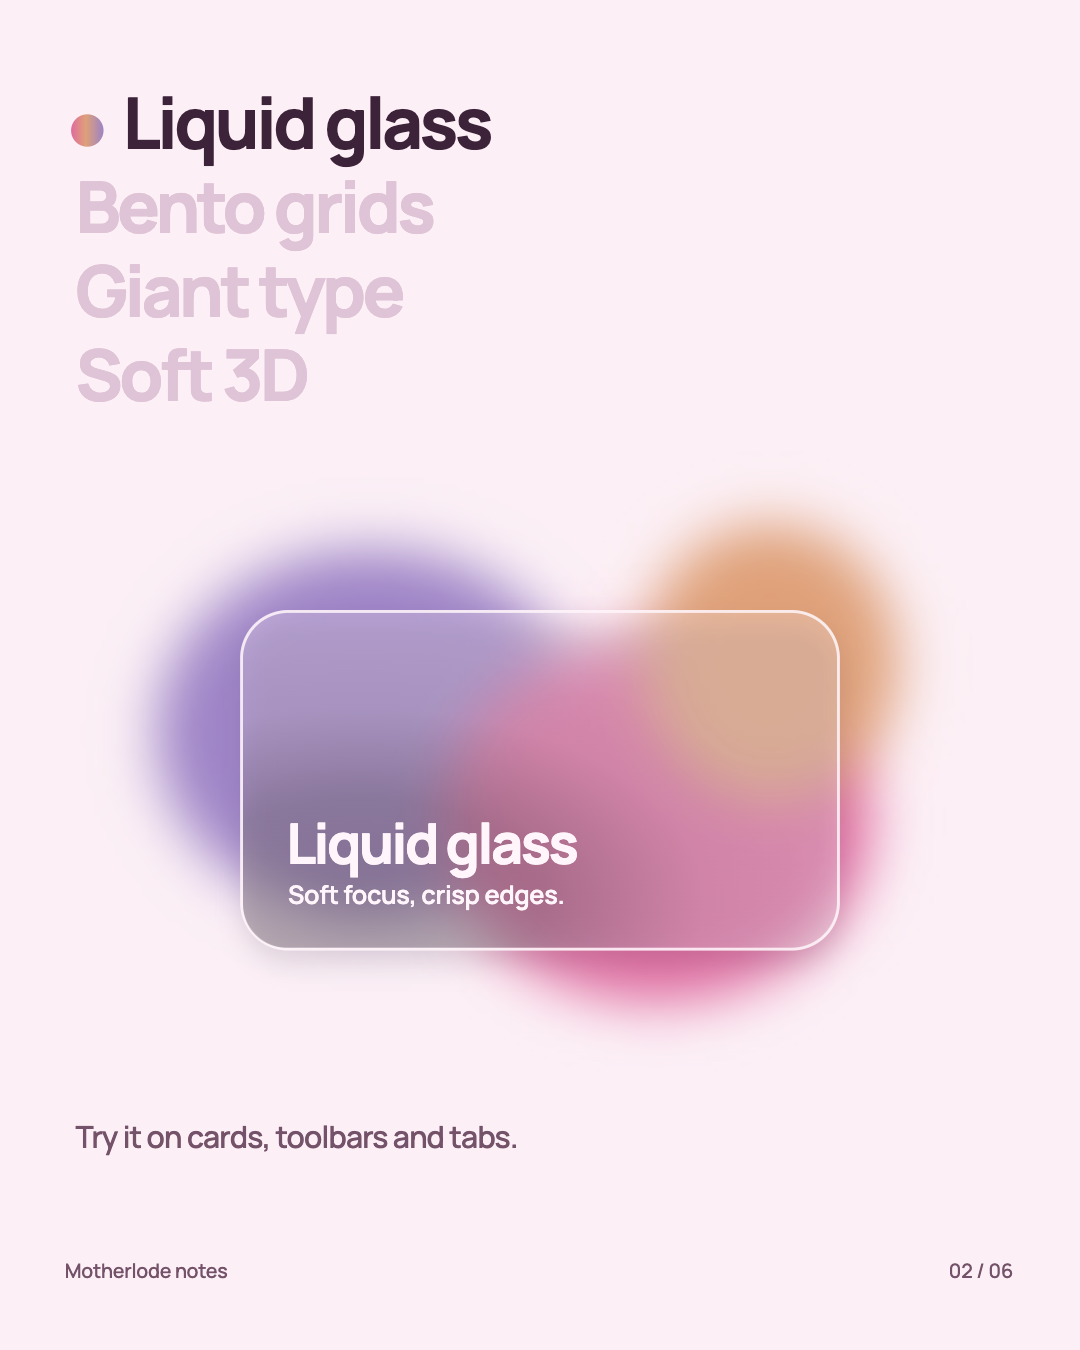 Liquid glass
Bento grids
Giant type
Soft 3D
Liquid glass
Soft focus, crisp edges.
Try it on cards, toolbars and tabs.
Motherlode notes
02 / 06